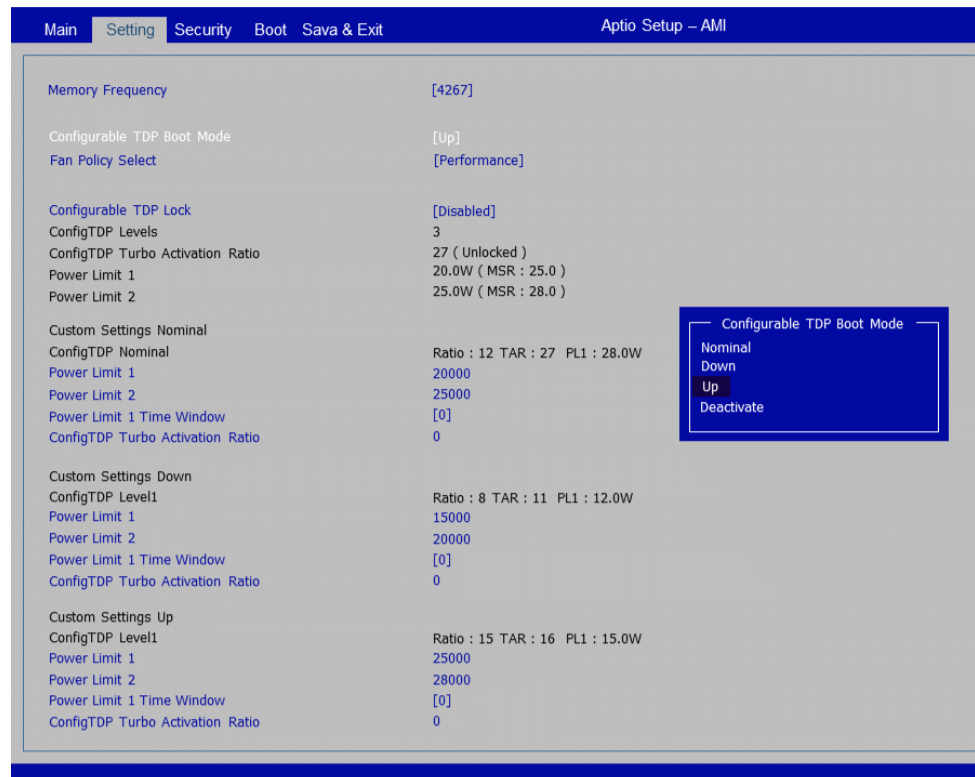 Main Setting Security Boot Sava & Exit Aptio Setup – AMI
Memory Frequency [4267]
Configurable TDP Boot Mode [Up]
Fan Policy Select [Performance]
Configurable TDP Lock [Disabled]
ConfigTDP Levels 3
ConfigTDP Turbo Activation Ratio 27 ( Unlocked )
Power Limit 1 20.0W ( MSR : 25.0 )
Power Limit 2 25.0W ( MSR : 28.0 )
Custom Settings Nominal
ConfigTDP Nominal Ratio : 12 TAR : 27 PL1 : 28.0W
Power Limit 1 20000
Power Limit 2 25000
Power Limit 1 Time Window [0]
ConfigTDP Turbo Activation Ratio 0
Custom Settings Down
ConfigTDP Level1 Ratio : 8 TAR : 11 PL1 : 12.0W
Power Limit 1 15000
Power Limit 2 20000
Power Limit 1 Time Window [0]
ConfigTDP Turbo Activation Ratio 0
Custom Settings Up
ConfigTDP Level1 Ratio : 15 TAR : 16 PL1 : 15.0W
Power Limit 1 25000
Power Limit 2 28000
Power Limit 1 Time Window [0]
ConfigTDP Turbo Activation Ratio 0
Configurable TDP Boot Mode
Nominal
Down
Up
Deactivate